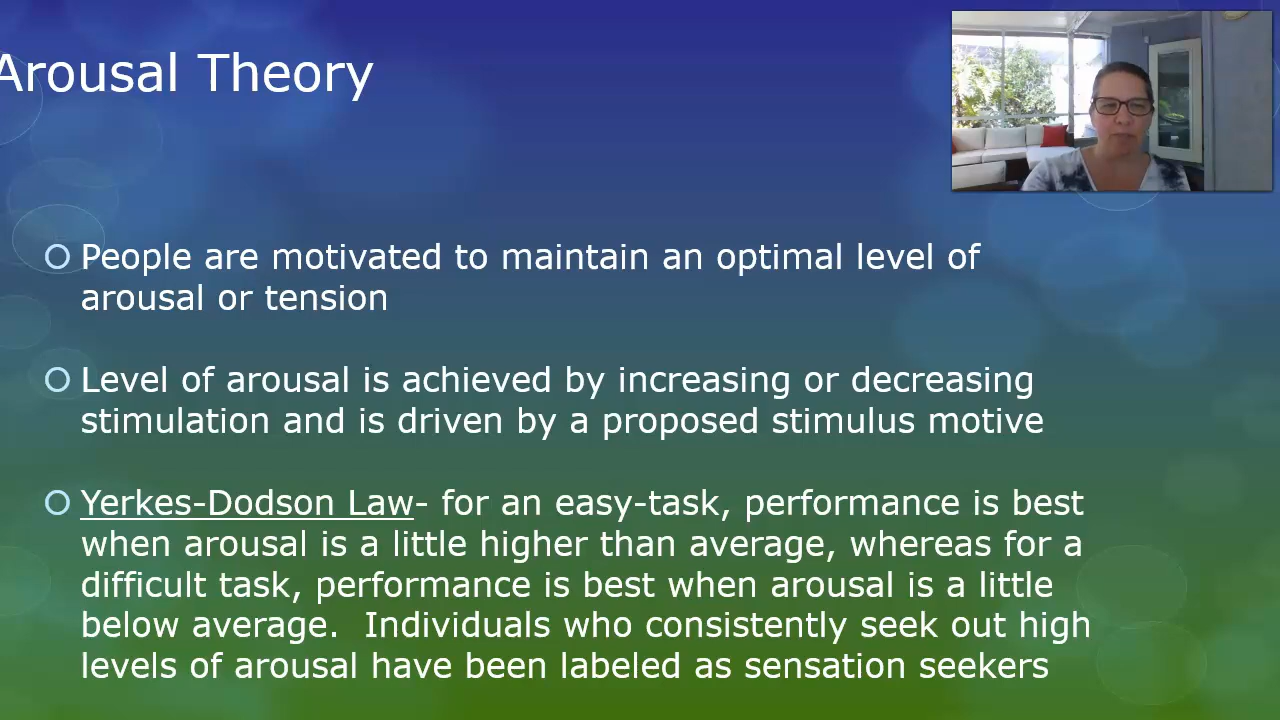 Arousal Theory
People are motivated to maintain an optimal level of
arousal or tension
Level of arousal is achieved by increasing or decreasing
stimulation and is driven by a proposed stimulus motive
Yerkes-Dodson Law- for an easy-task, performance is best
when arousal is a little higher than average, whereas for a
difficult task, performance is best when arousal is a little
below average.  Individuals who consistently seek out high
levels of arousal have been labeled as sensation seekers